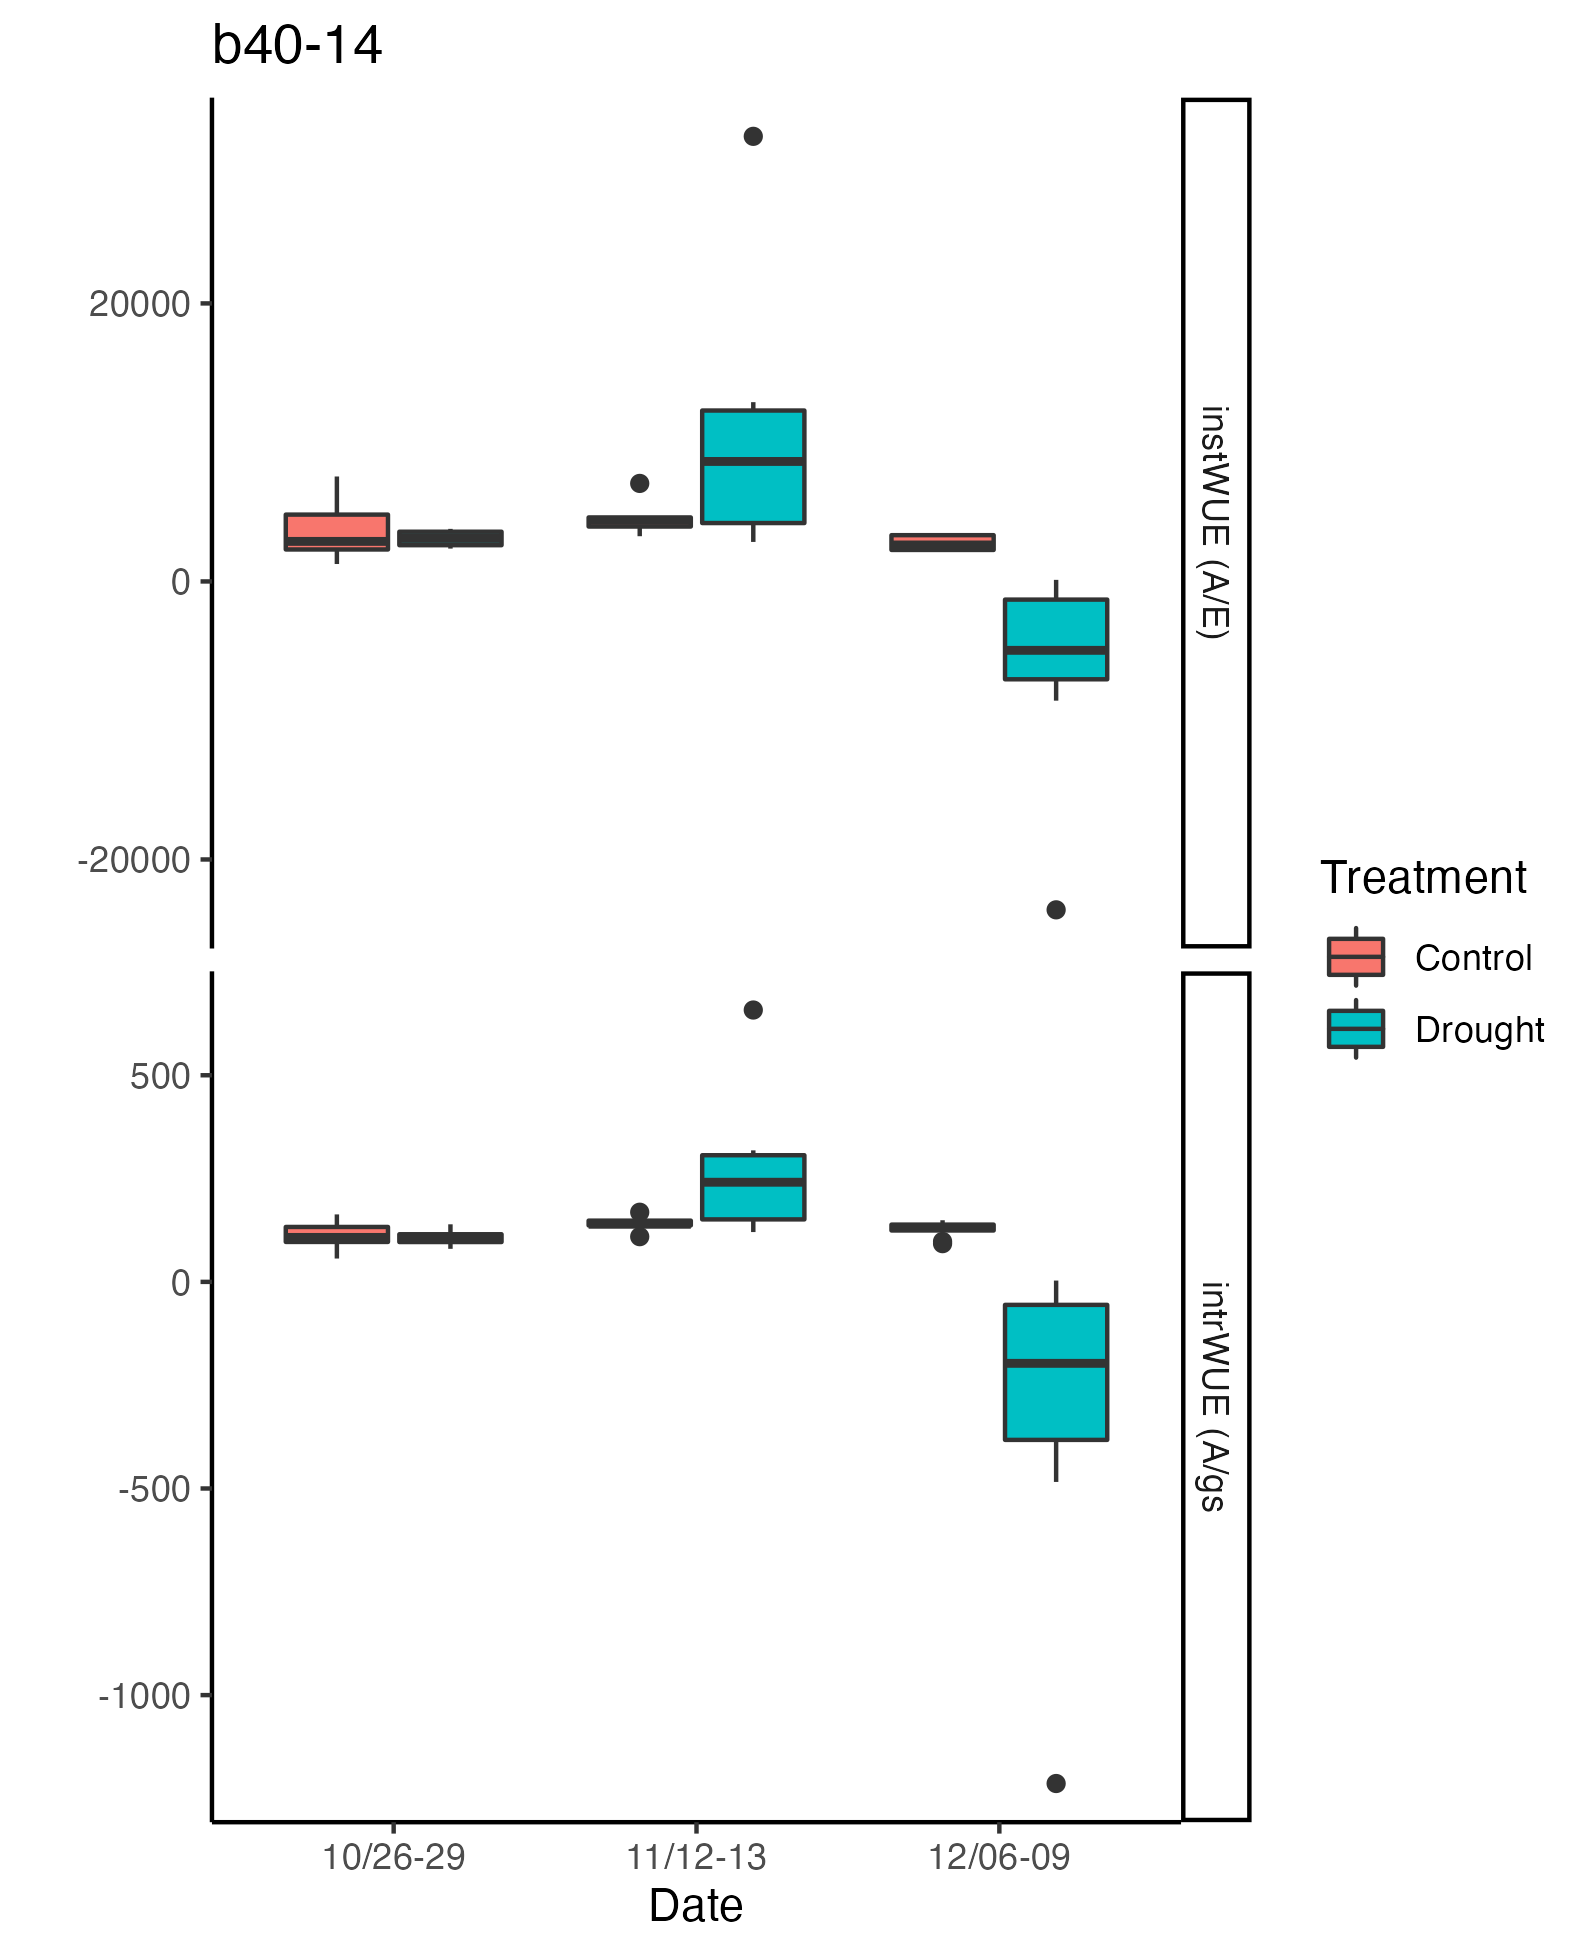 b40-14
20000
0
-20000
instWUE (A/E)
500
0
-500
-1000
intrWUE (A/gs
10/26-29
11/12-13
12/06-09
Date
Treatment
Control
Drought